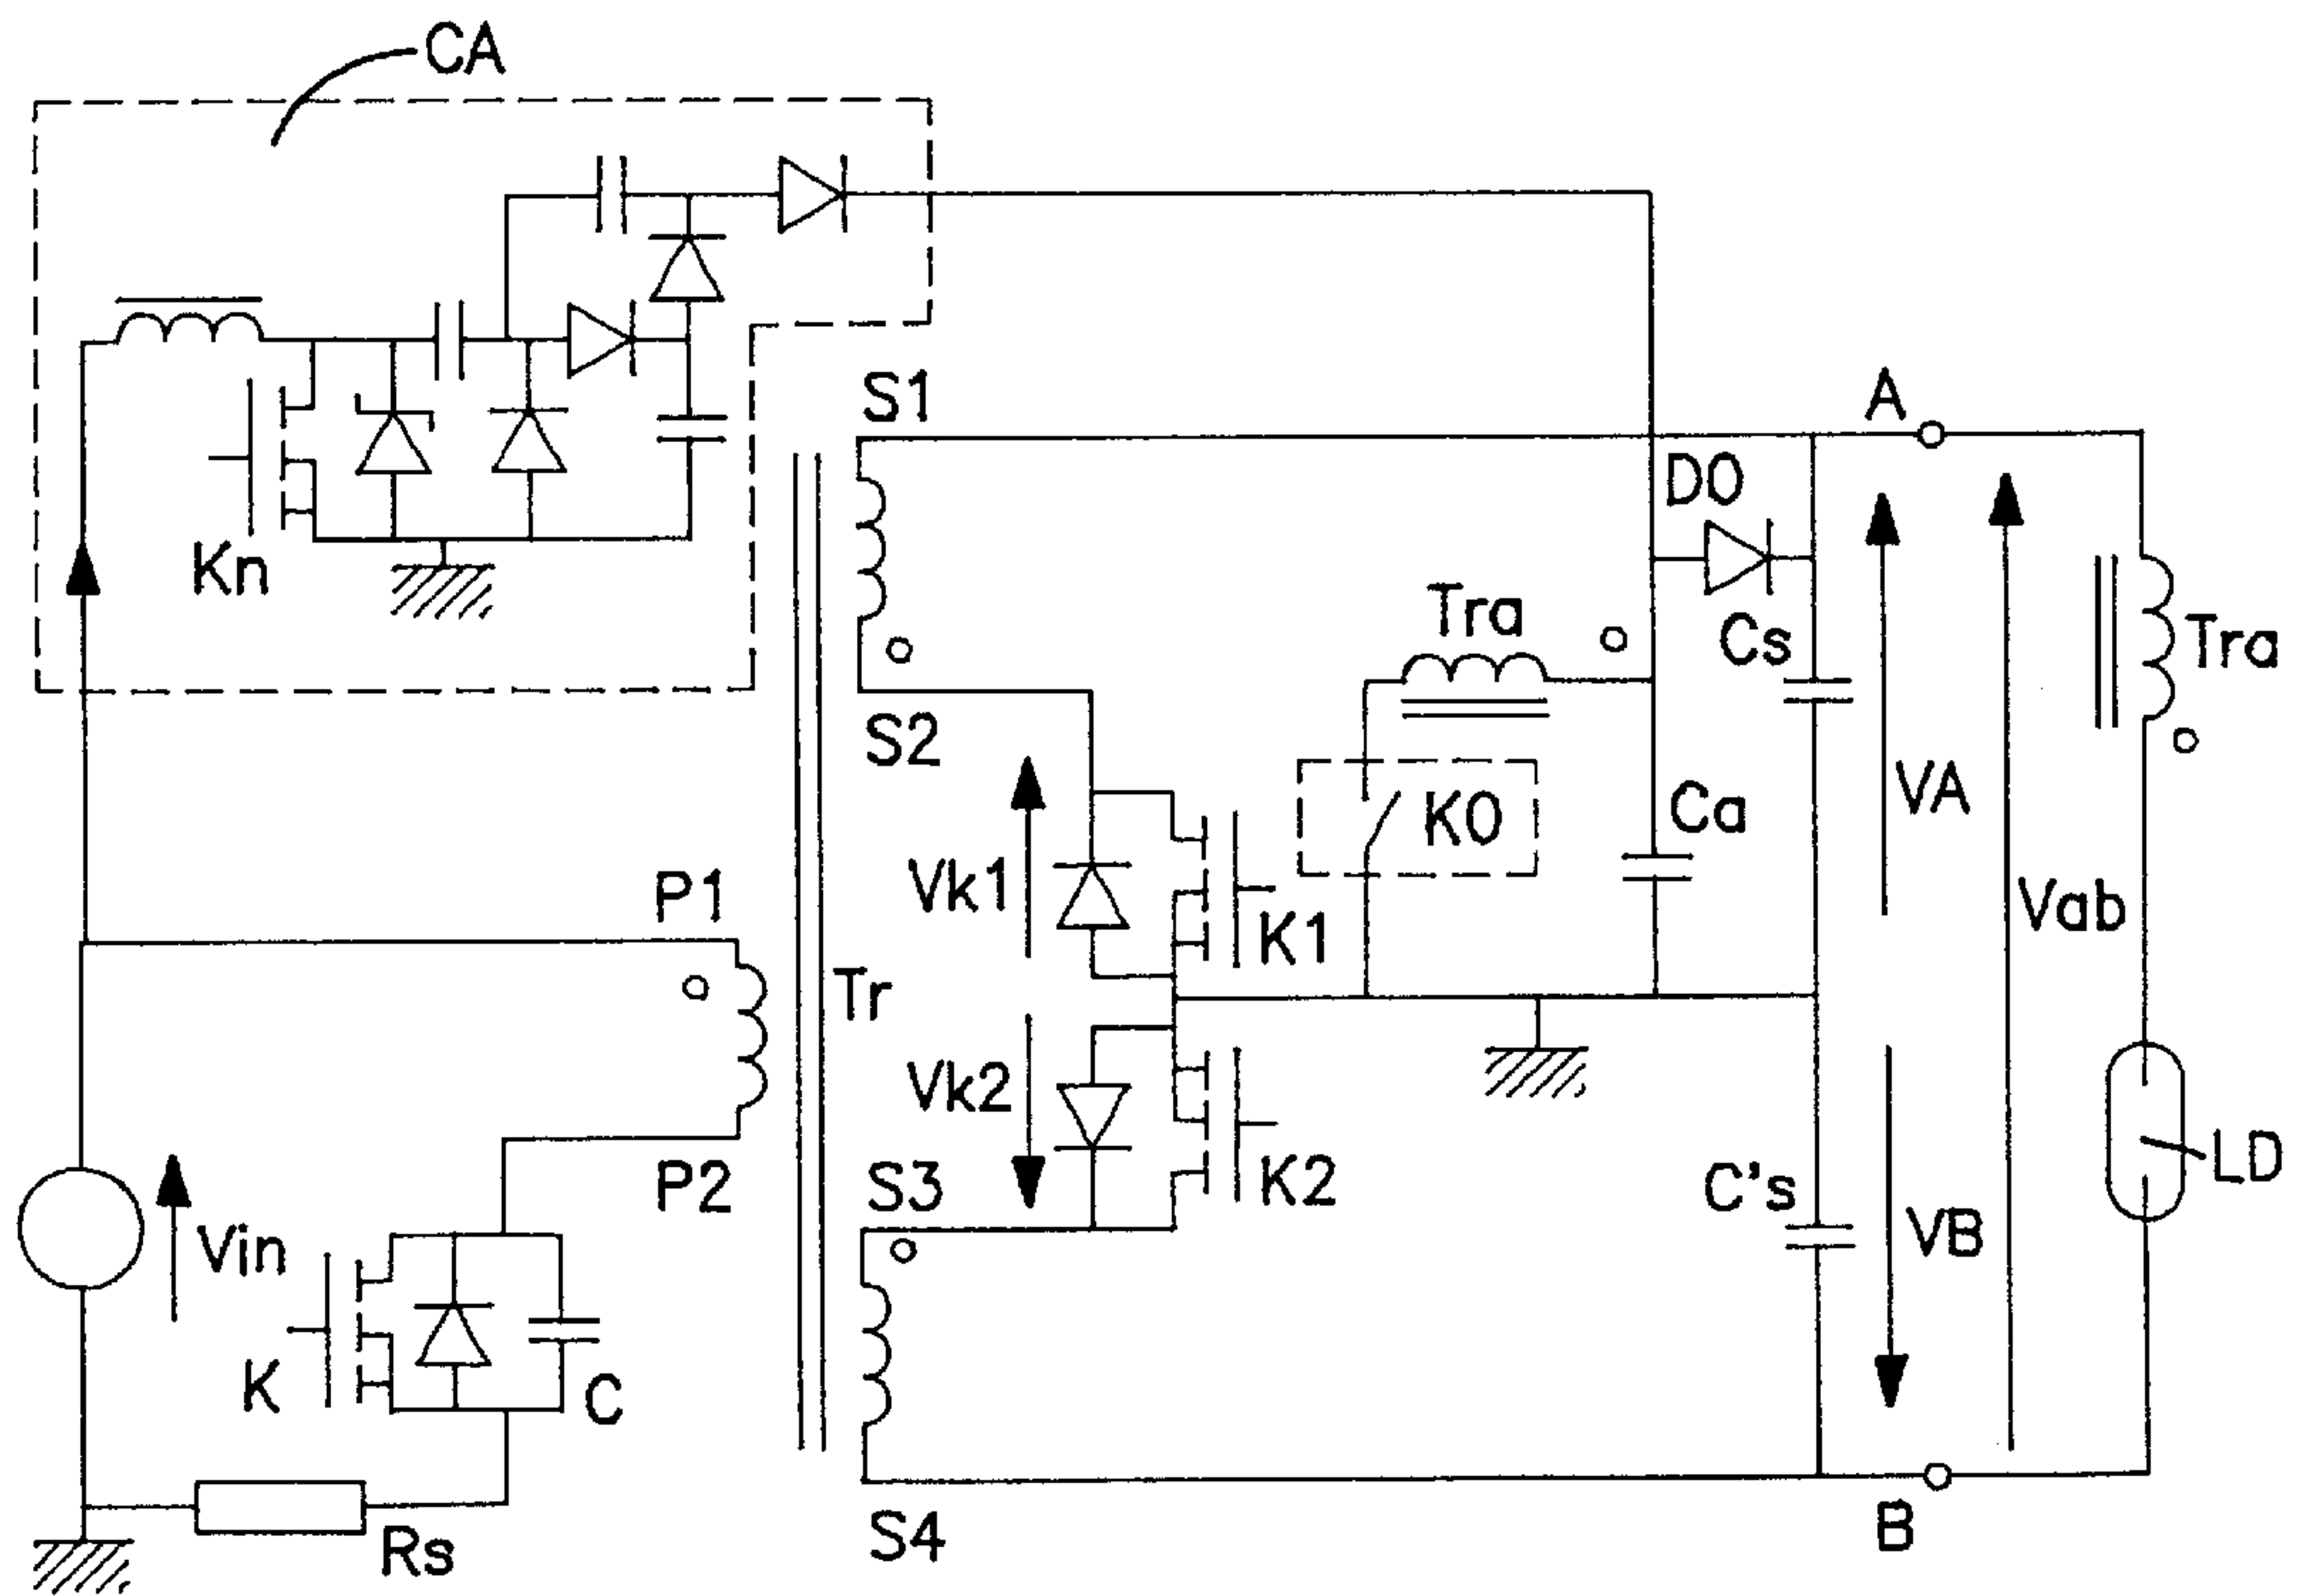 CA
S1
A
D0
Kn
Tra
Cs
Tra
S2
VA
K0
Ca
Vk1
P1
K1
Vab
Tr
Vk2
S3
K2
C's
LD
P2
VB
Vin
K
C
Rs
S4
B